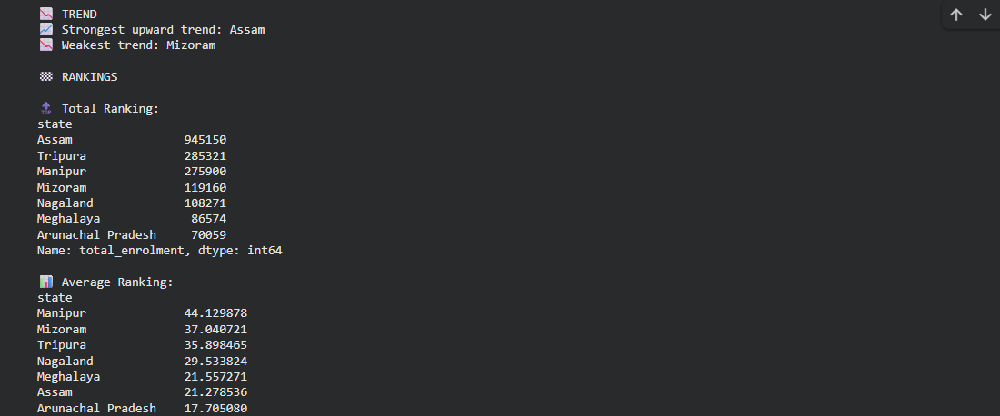 TREND
Strongest upward trend: Assam
Weakest trend: Mizoram
RANKINGS
TOP Total Ranking:
state
Assam 945150
Tripura 285321
Manipur 275900
Mizoram 119160
Nagaland 108271
Meghalaya 86574
Arunachal Pradesh 70059
Name: total_enrolment, dtype: int64
Average Ranking:
state
Manipur 44.129878
Mizoram 37.040721
Tripura 35.898465
Nagaland 29.533824
Meghalaya 21.557271
Assam 21.278536
Arunachal Pradesh 17.705080